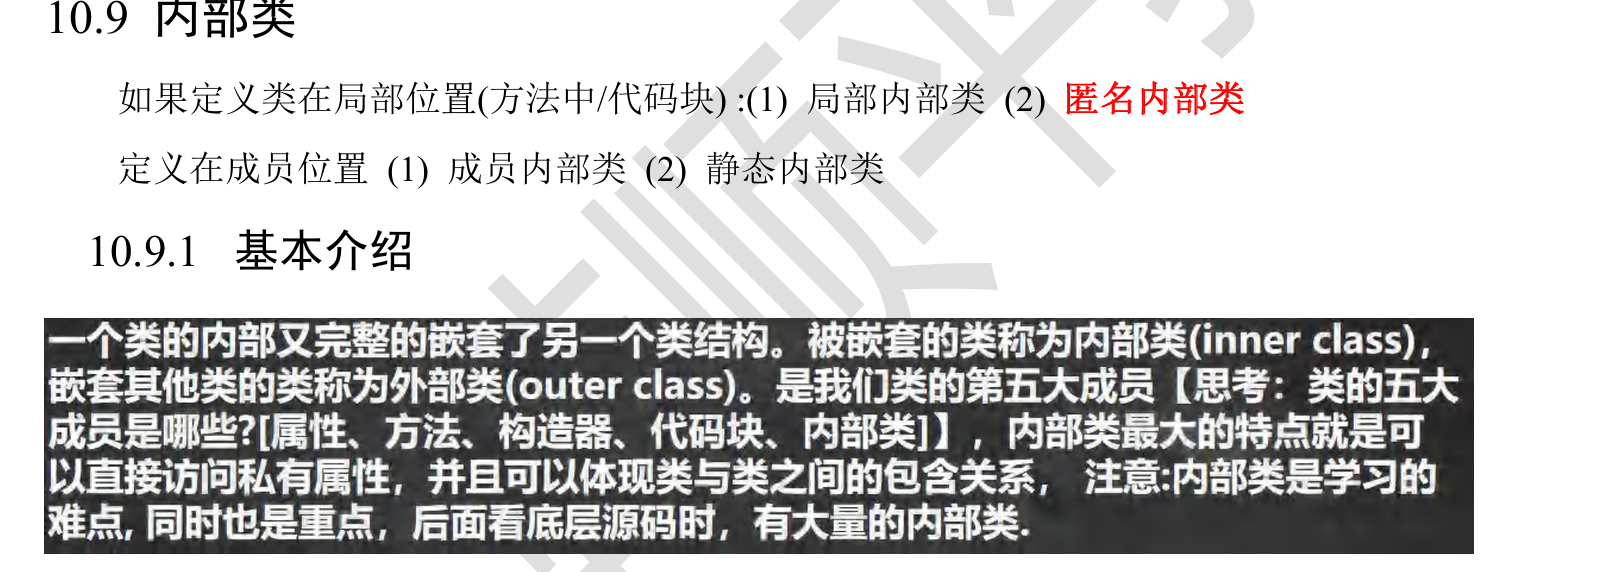 10.9 内部类
如果定义类在局部位置(方法中/代码块) :(1) 局部内部类 (2) 匿名内部类
定义在成员位置 (1) 成员内部类 (2) 静态内部类
10.9.1 基本介绍
一个类的内部又完整的嵌套了另一个类结构。被嵌套的类称为内部类(inner class),
嵌套其他类的类称为外部类(outer class)。是我们类的第五大成员【思考：类的五大
成员是哪些?[属性、方法、构造器、代码块、内部类]】，内部类最大的特点就是可
以直接访问私有属性，并且可以体现类与类之间的包含关系， 注意:内部类是学习的
难点, 同时也是重点，后面看底层源码时，有大量的内部类.